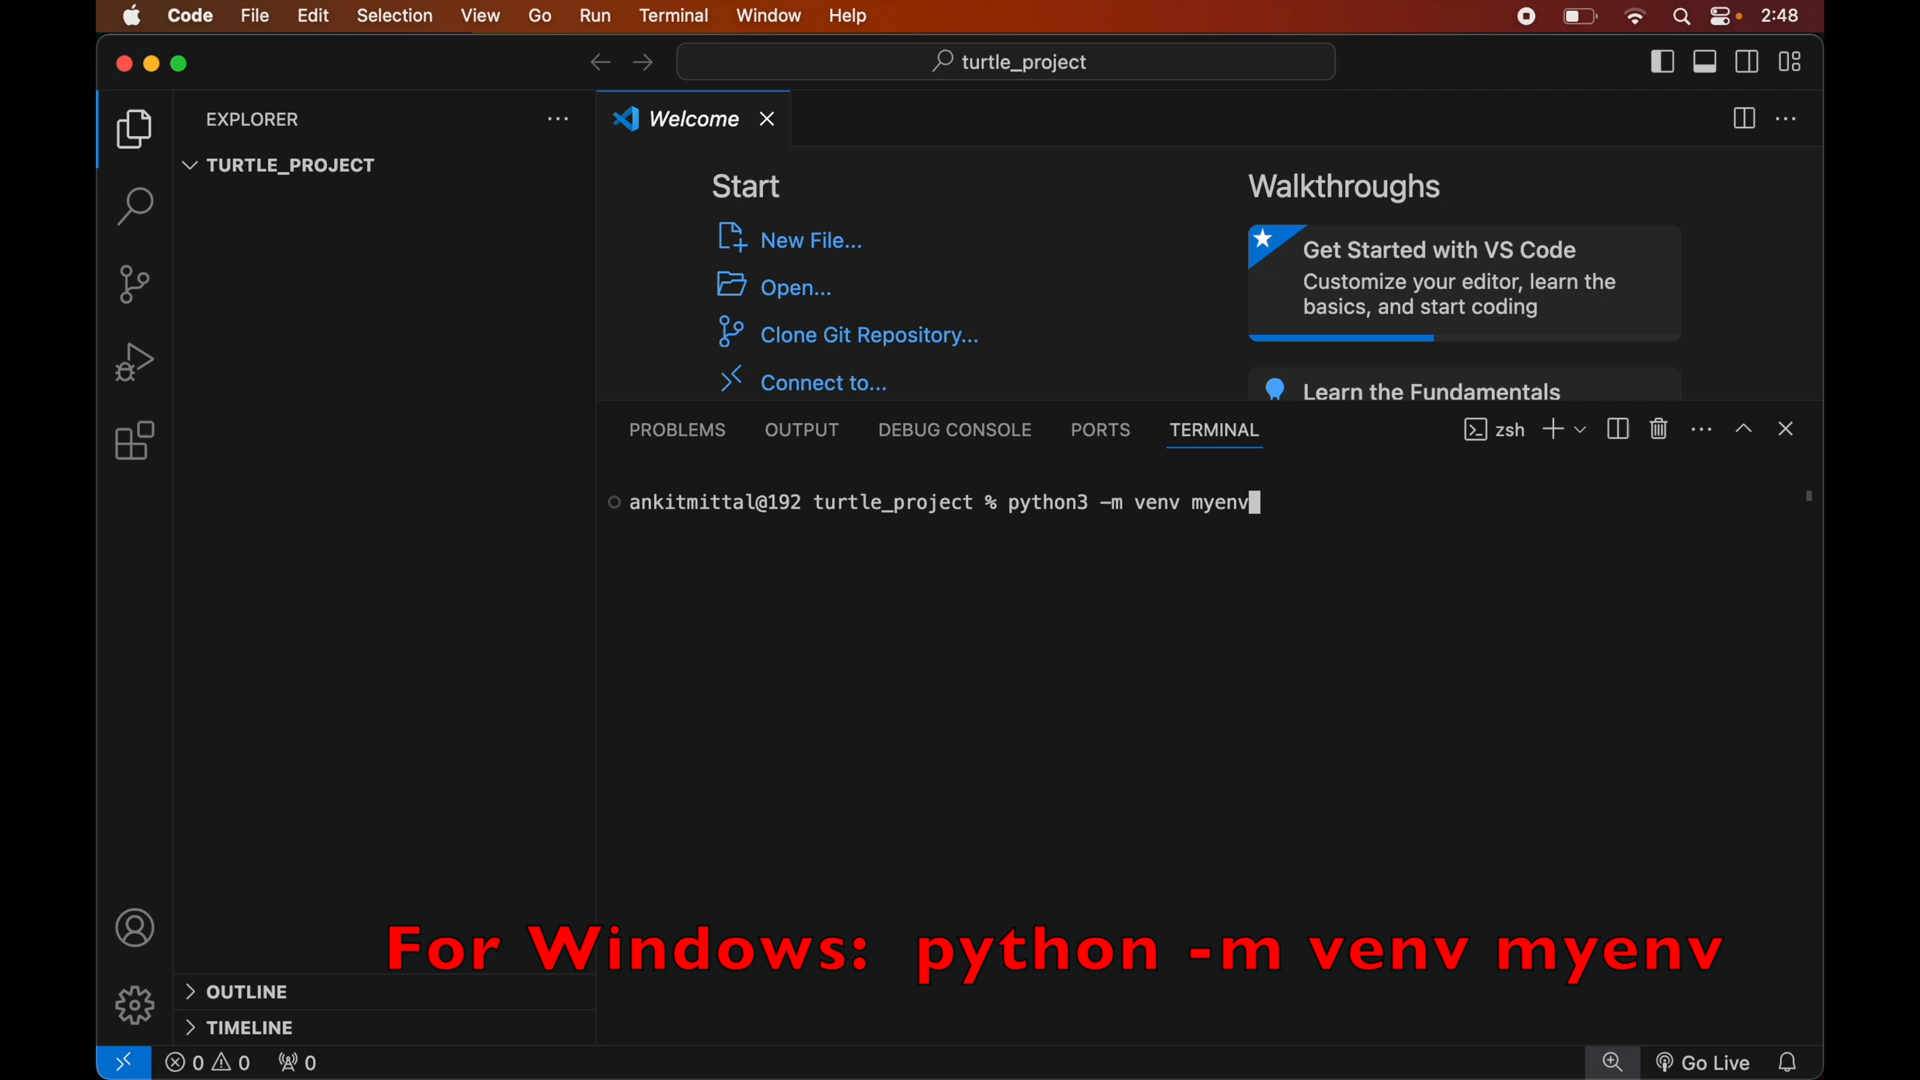 Code File Edit Selection View Go Run Terminal Window Help 2:48
turtle_project
EXPLORER
Welcome
TURTLE_PROJECT
Start
New File...
Open...
Clone Git Repository...
Connect to...
Walkthroughs
Get Started with VS Code
Customize your editor, learn the
basics, and start coding
Learn the Fundamentals
PROBLEMS OUTPUT DEBUG CONSOLE PORTS TERMINAL zsh
ankitmittal@192 turtle_project % python3 -m venv myenv
For Windows: python -m venv myenv
OUTLINE
TIMELINE
0 0 0 Go Live